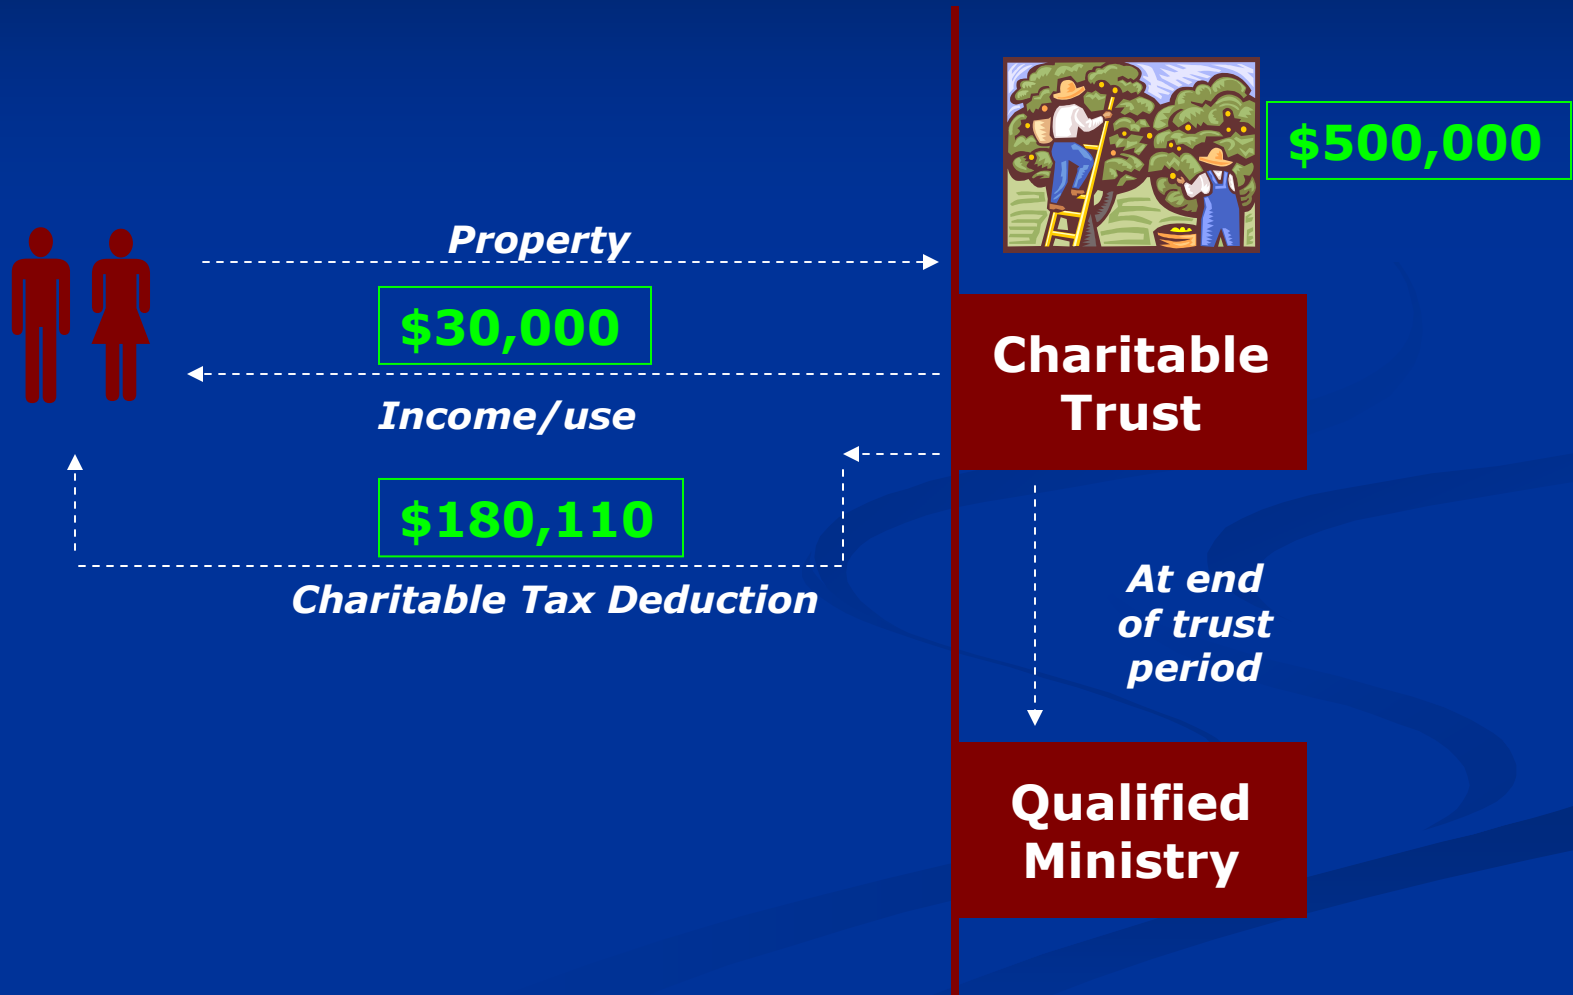 $500,000
Property
$30,000
Charitable
Trust
Income/use
$180,110
Charitable Tax Deduction
At end
of trust
period
Qualified
Ministry